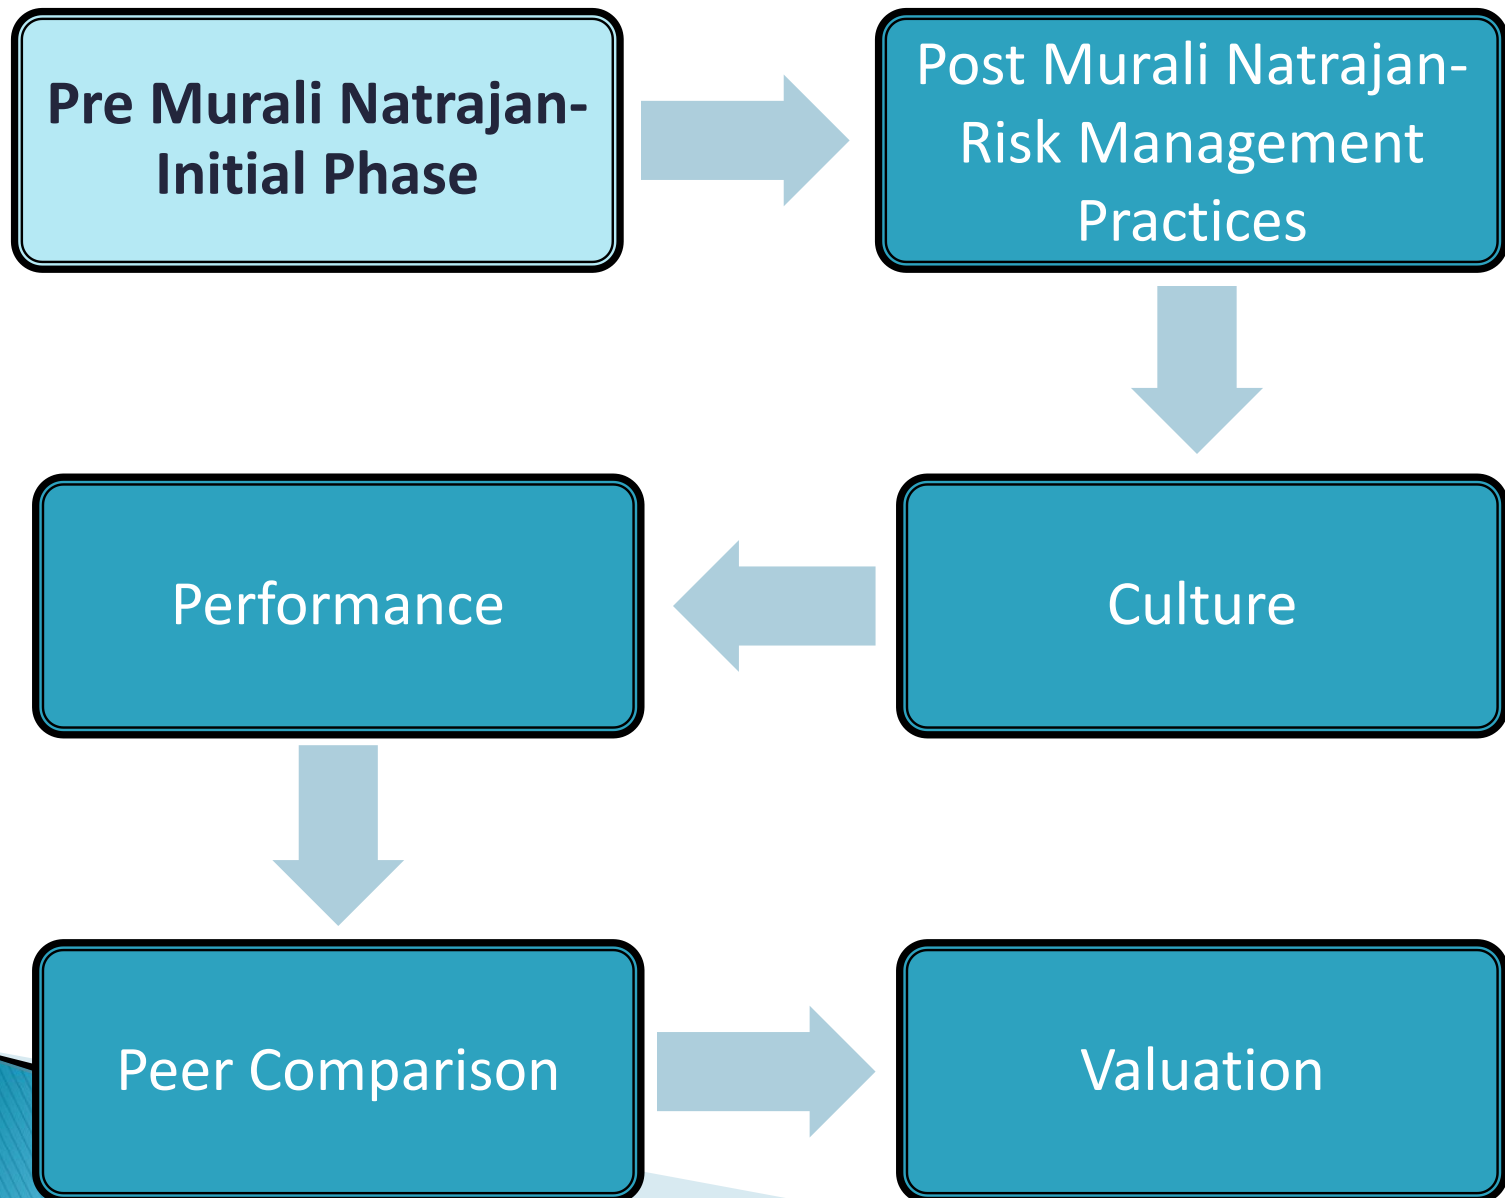 Pre Murali Natrajan-
Initial Phase
Post Murali Natrajan-
Risk Management
Practices
Culture
Performance
Peer Comparison
Valuation